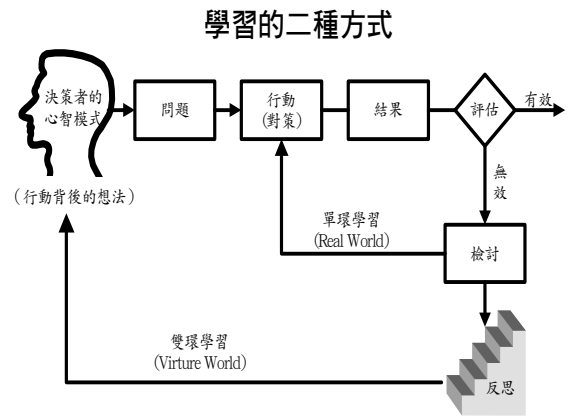 學習的二種方式
決策者的
心智模式
(行動背後的想法)
問題
行動
(對策)
結果
評估
有效
無
效
單環學習
(Real World)
檢討
雙環學習
(Virture World)
反思